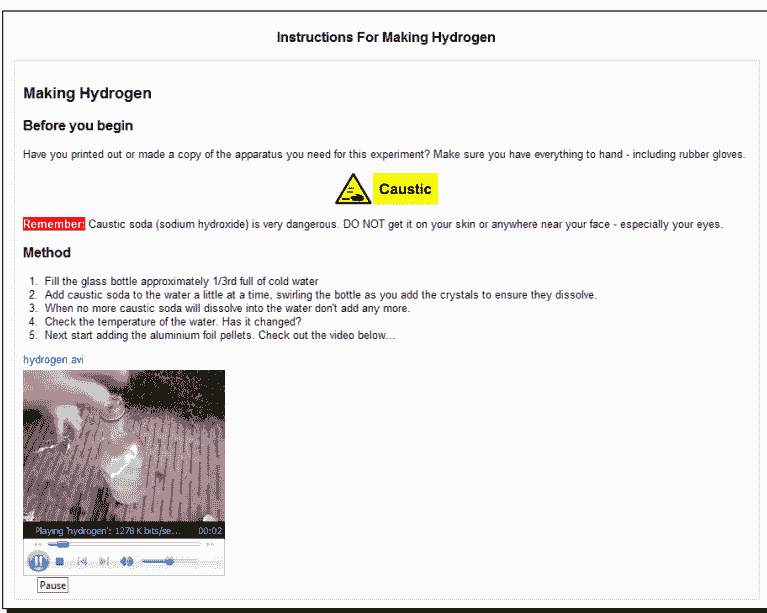 Instructions For Making Hydrogen
Making Hydrogen
Before you begin
Have you printed out or made a copy of the apparatus you need for this experiment? Make sure you have everything to hand - including rubber gloves.
Caustic
Remember: Caustic soda (sodium hydroxide) is very dangerous. DO NOT get it on your skin or anywhere near your face - especially your eyes.
Method
1. Fill the glass bottle approximately 1/3rd full of cold water
2. Add caustic soda to the water a little at a time, swirling the bottle as you add the crystals to ensure they dissolve.
3. When no more caustic soda will dissolve into the water don't add any more.
4. Check the temperature of the water. Has it changed?
5. Next start adding the aluminium foil pellets. Check out the video below...
hydrogen.avi
Playing 'hydrogen': 1278 K bits/se... 00:02
Pause